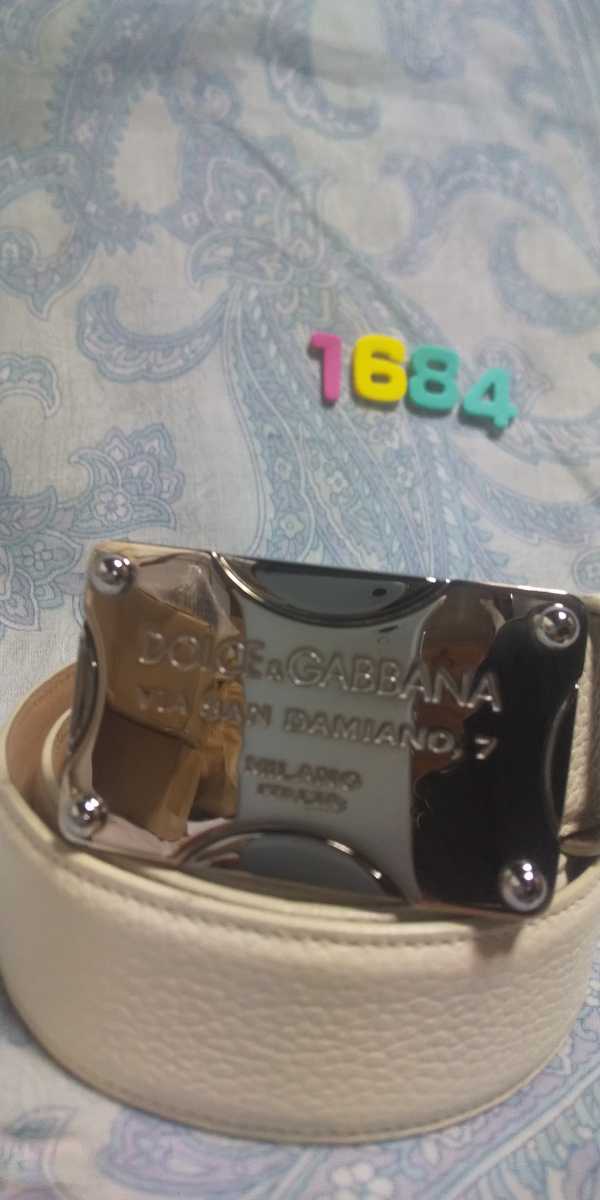 1684
DOLCE&GABBANA
VIA SAN DAMIANO, 7
MILANO